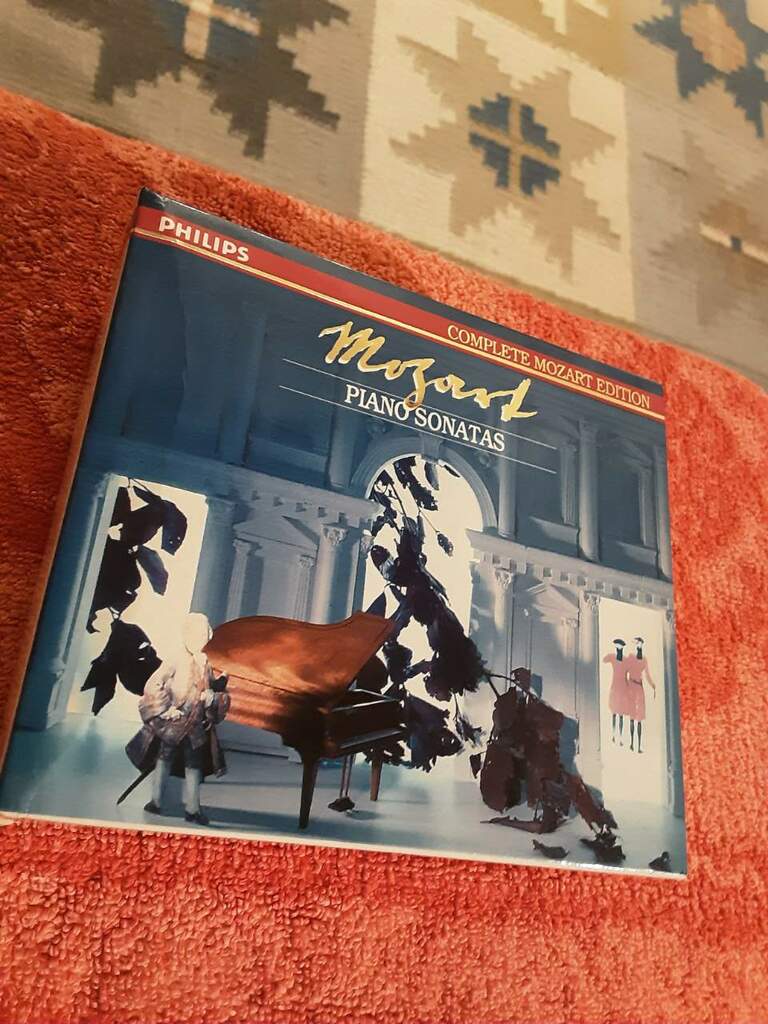 PHILIPS
COMPLETE MOZART EDITION
Mozart
PIANO SONATAS